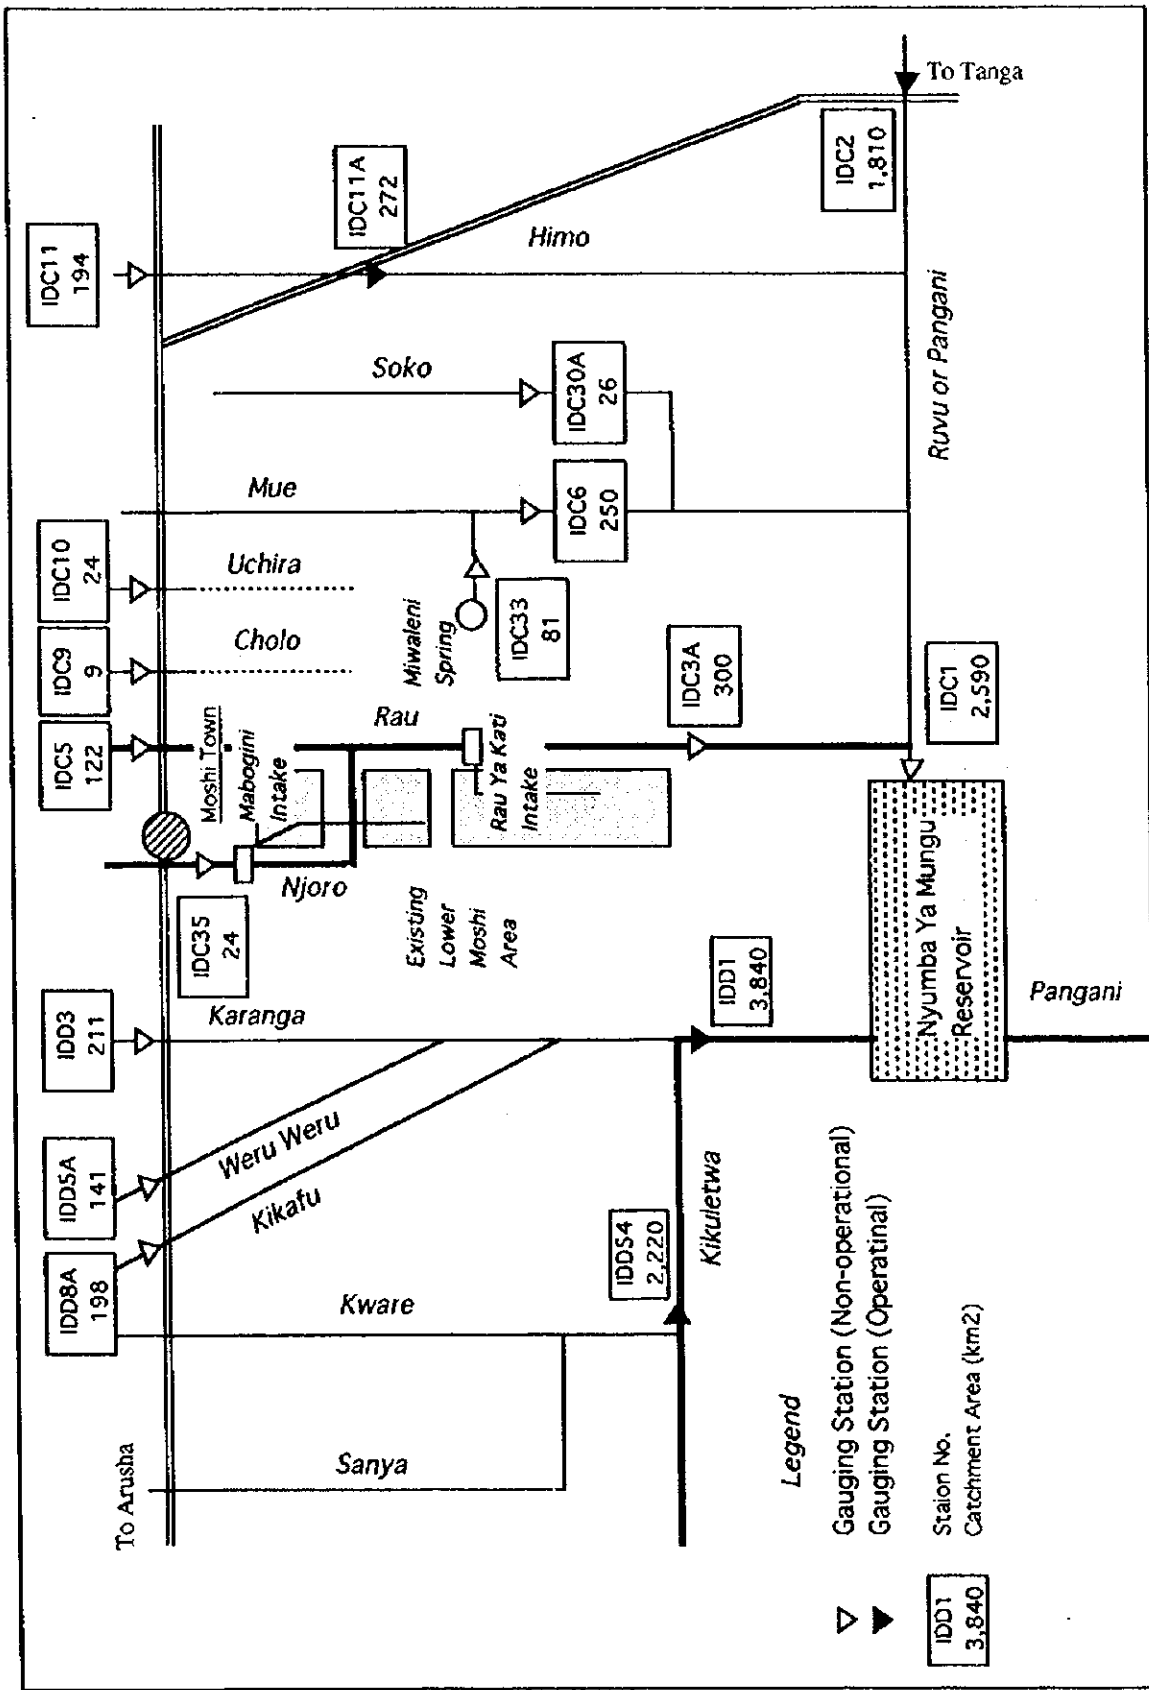 To Arusha
IDD8A
198
IDD5A
141
IDD3
211
IDC5
122
IDC9
9
IDC10
24
IDC11
194
Sanya
Kware
Kikafu
Weru Weru
Karanga
IDC35
24
Njoro
Moshi Town
Mabogini
Intake
Rau
Cholo
Uchira
Mue
Soko
IDC11A
272
Himo
Existing
Lower
Moshi
Area
Rau Ya Kati
Intake
Miwaleni
Spring
IDC33
81
IDC6
250
IDC30A
26
IDD54
2,220
Kikuletwa
IDD1
3,840
IDC3A
300
IDC2
1,810
To Tanga
Ruvu or Pangani
IDC1
2,590
Nyumba Ya Mungu
Reservoir
Pangani
Legend
Gauging Station (Non-operational)
Gauging Station (Operatinal)
IDD1
3,840
Staion No.
Catchment Area (km2)